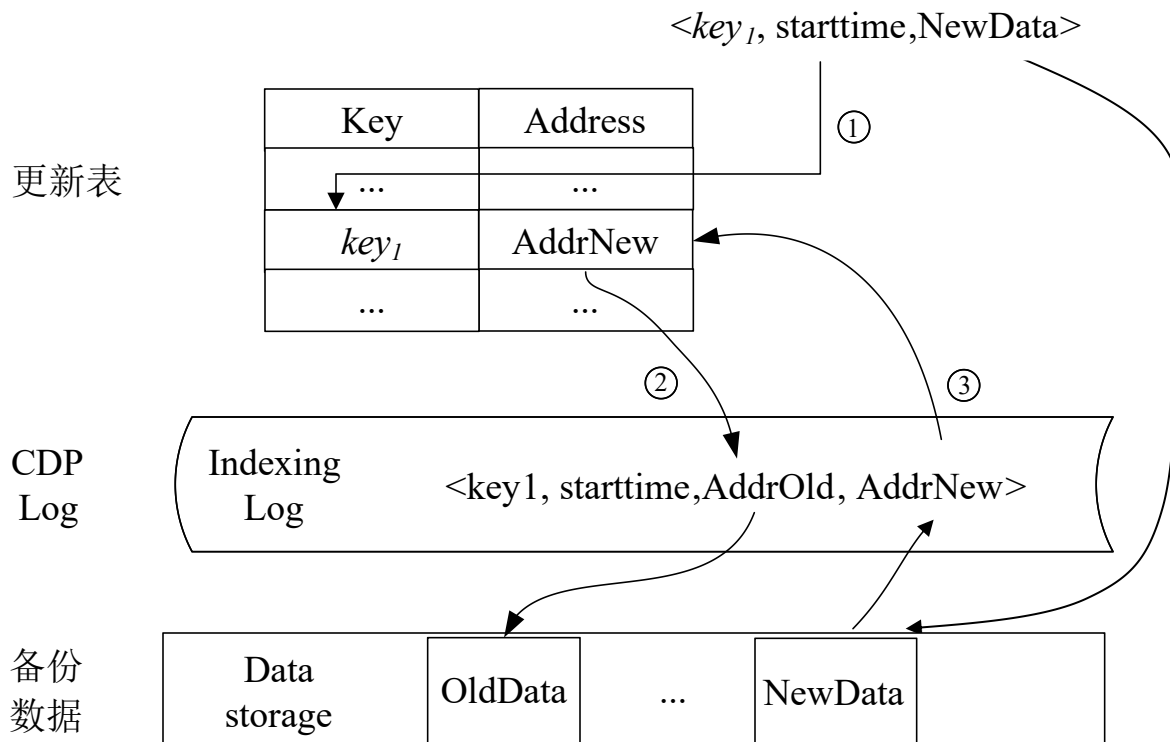 <key₁, starttime,NewData>
Key Address
①
更新表
... ...
key₁ AddrNew
... ...
② ③
CDP
Log
Indexing
Log
<key1, starttime,AddrOld, AddrNew>
备份
数据
Data
storage
OldData ... NewData